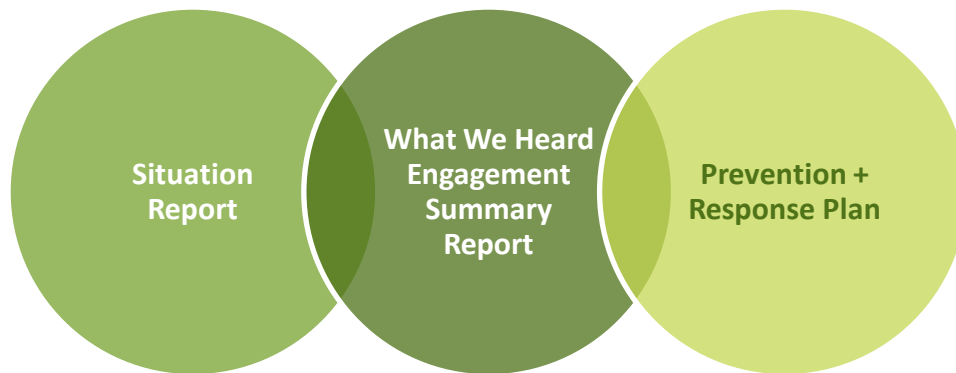 Situation
Report
What We Heard
Engagement
Summary
Report
Prevention +
Response Plan